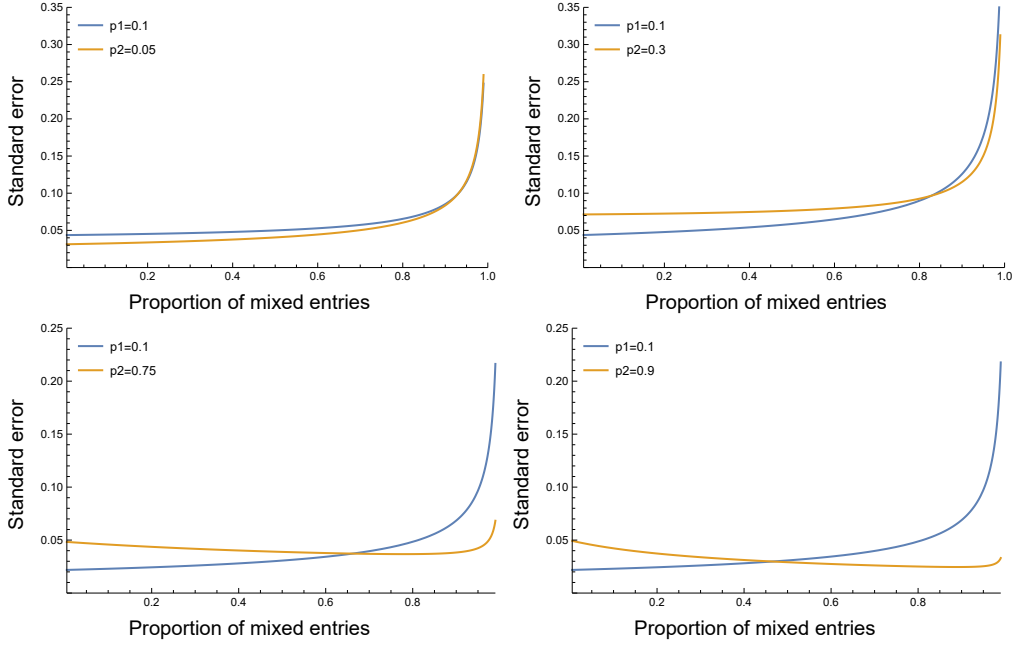 0.35
p1=0.1
p2=0.05
0.30
0.25
0.20
0.15
0.10
0.05
Standard error
0.2 0.4 0.6 0.8 1.0
Proportion of mixed entries
0.35
p1=0.1
p2=0.3
0.30
0.25
0.20
0.15
0.10
0.05
Standard error
0.2 0.4 0.6 0.8 1.0
Proportion of mixed entries
0.25
p1=0.1
p2=0.75
0.20
0.15
0.10
0.05
Standard error
0.2 0.4 0.6 0.8
Proportion of mixed entries
0.25
p1=0.1
p2=0.9
0.20
0.15
0.10
0.05
Standard error
0.2 0.4 0.6 0.8
Proportion of mixed entries